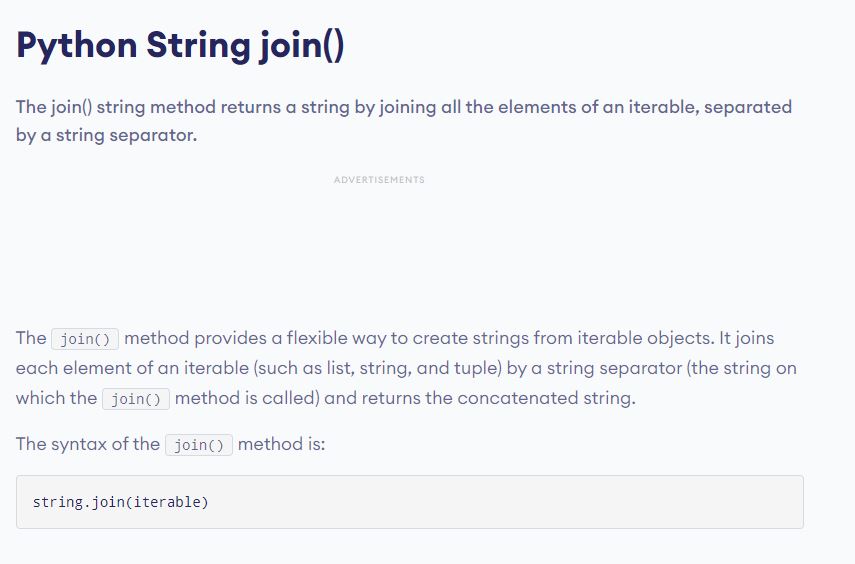 Python String join()
The join() string method returns a string by joining all the elements of an iterable, separated
by a string separator.
ADVERTISEMENTS
The join() method provides a flexible way to create strings from iterable objects. It joins
each element of an iterable (such as list, string, and tuple) by a string separator (the string on
which the join() method is called) and returns the concatenated string.
The syntax of the join() method is:
string.join(iterable)